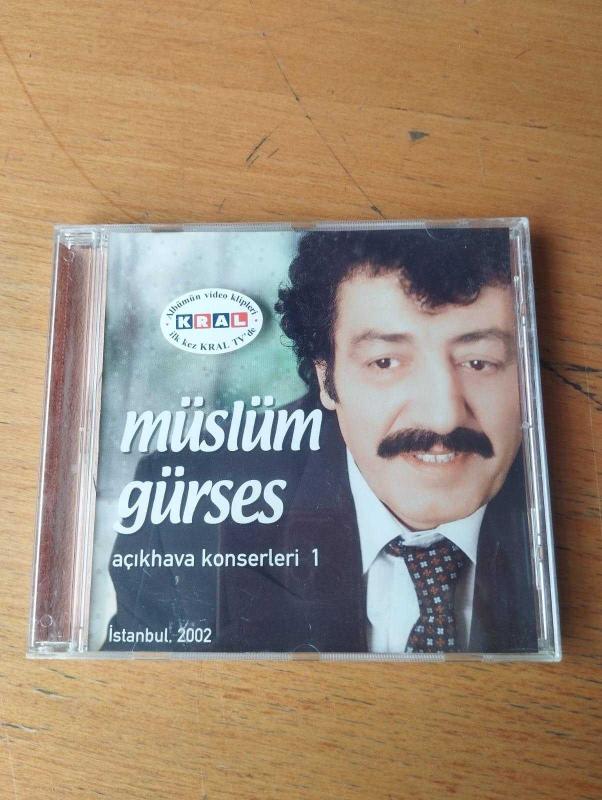 Albümün video klipleri
KRAL
ilk kez KRAL TV'de
müslüm
gürses
açıkhava konserleri 1
İstanbul, 2002